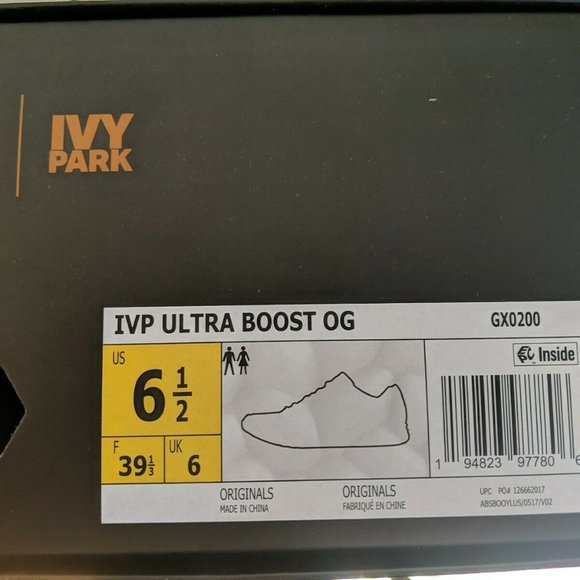 IVY
PARK
IVP ULTRA BOOST OG GX0200
US
6 1/2
F
39 1/3
UK
6
Inside
1 94823 97780 6
ORIGINALS
MADE IN CHINA
ORIGINALS
FABRIQUÉ EN CHINE
UPC PO# 126662017
ABSBOOYLUS/0517/V02